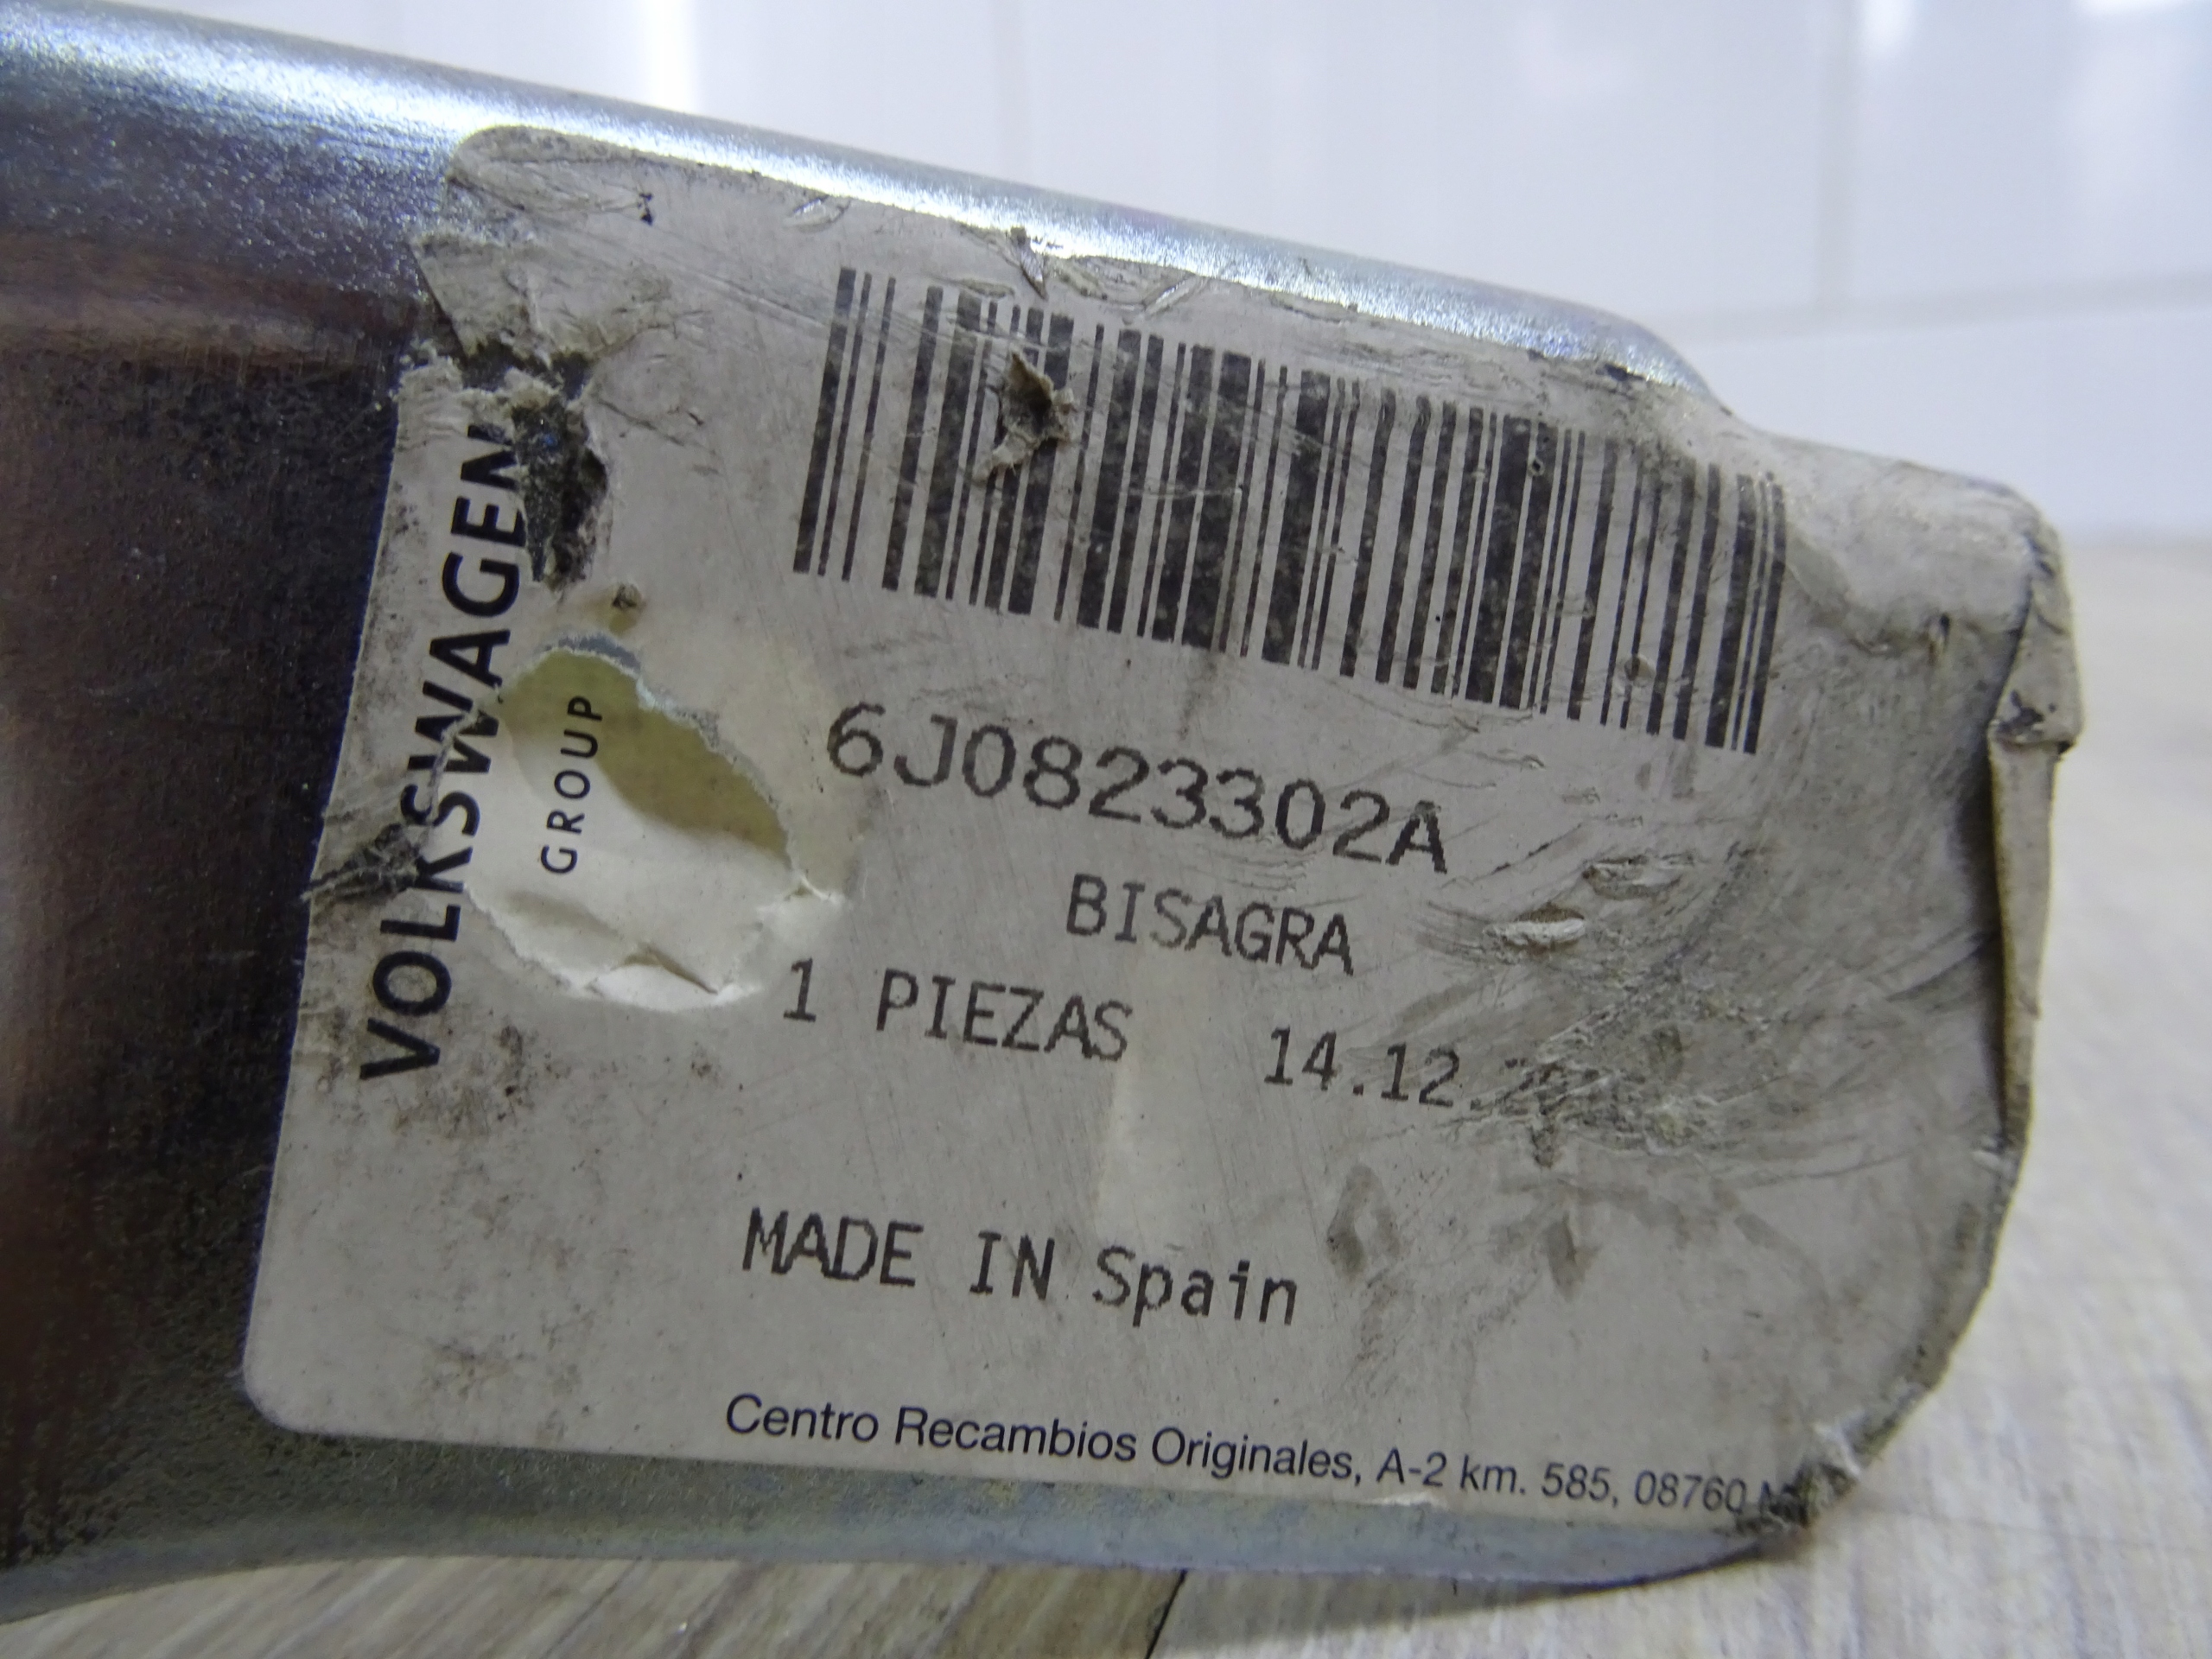 VOLKSWAGEN
GROUP
6J0823302A
BISAGRA
1 PIEZAS 14.12.
MADE IN Spain
Centro Recambios Originales, A-2 km. 585, 08760